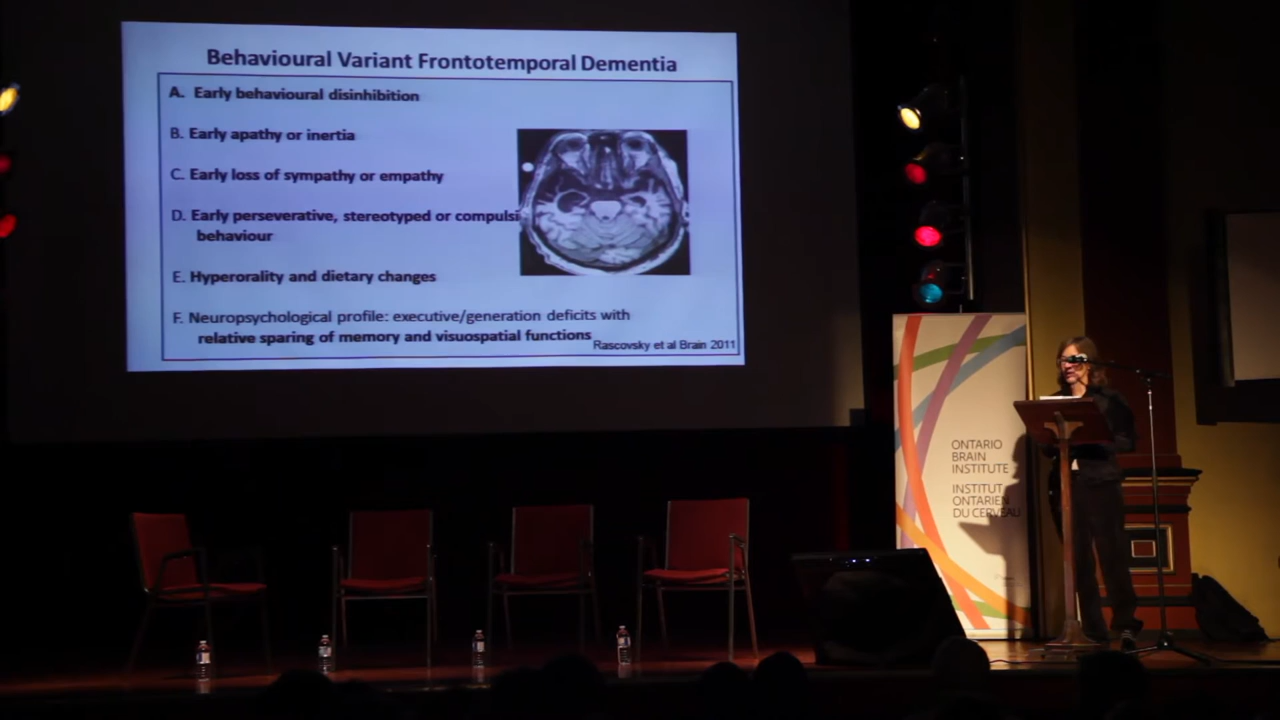 Behavioural Variant Frontotemporal Dementia
A. Early behavioural disinhibition
B. Early apathy or inertia
C. Early loss of sympathy or empathy
D. Early perseverative, stereotyped or compulsi
behaviour
E. Hyperorality and dietary changes
F. Neuropsychological profile: executive/generation deficits with
relative sparing of memory and visuospatial functions
Rascovsky et al Brain 2011
ONTARIO
BRAIN
INSTITUTE
INSTITUT
ONTARIEN
DU CERVEAU